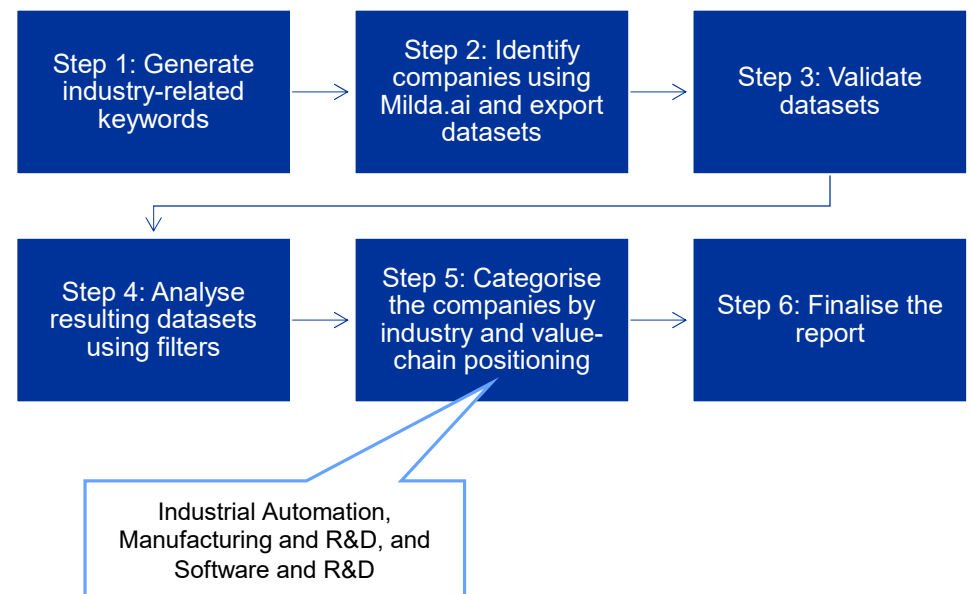 Step 1: Generate
industry-related
keywords
Step 2: Identify
companies using
Milda.ai and export
datasets
Step 3: Validate
datasets
Step 4: Analyse
resulting datasets
using filters
Step 5: Categorise
the companies by
industry and value-
chain positioning
Step 6: Finalise the
report
Industrial Automation,
Manufacturing and R&D, and
Software and R&D